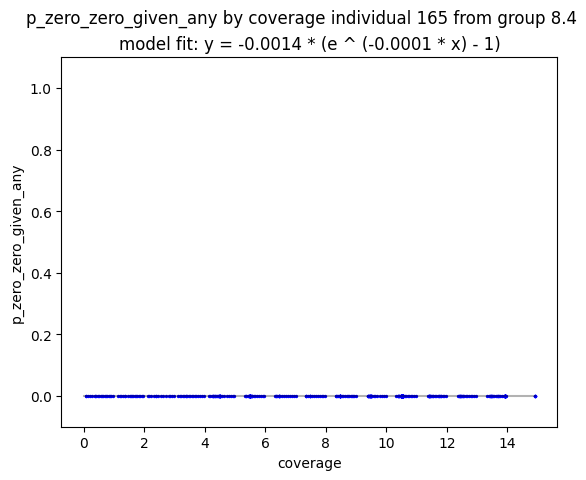 p_zero_zero_given_any by coverage individual 165 from group 8.4
model fit: y = -0.0014 * (e ^ (-0.0001 * x) - 1)
1.0
0.8
0.6
0.4
0.2
0.0
p_zero_zero_given_any
0 2 4 6 8 10 12 14
coverage